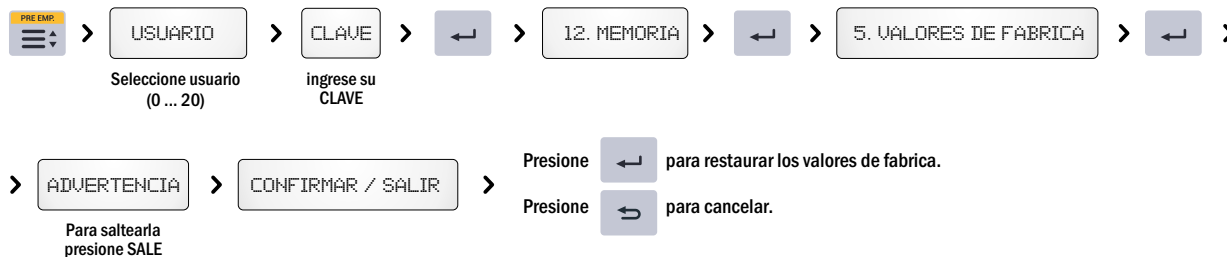 PRE EMP.
USUARIO
CLAVE
12. MEMORIA
5. VALORES DE FABRICA
Seleccione usuario
(0 ... 20)
ingrese su
CLAVE
ADVERTENCIA
CONFIRMAR / SALIR
Presione para restaurar los valores de fabrica.
Presione para cancelar.
Para saltearla
presione SALE